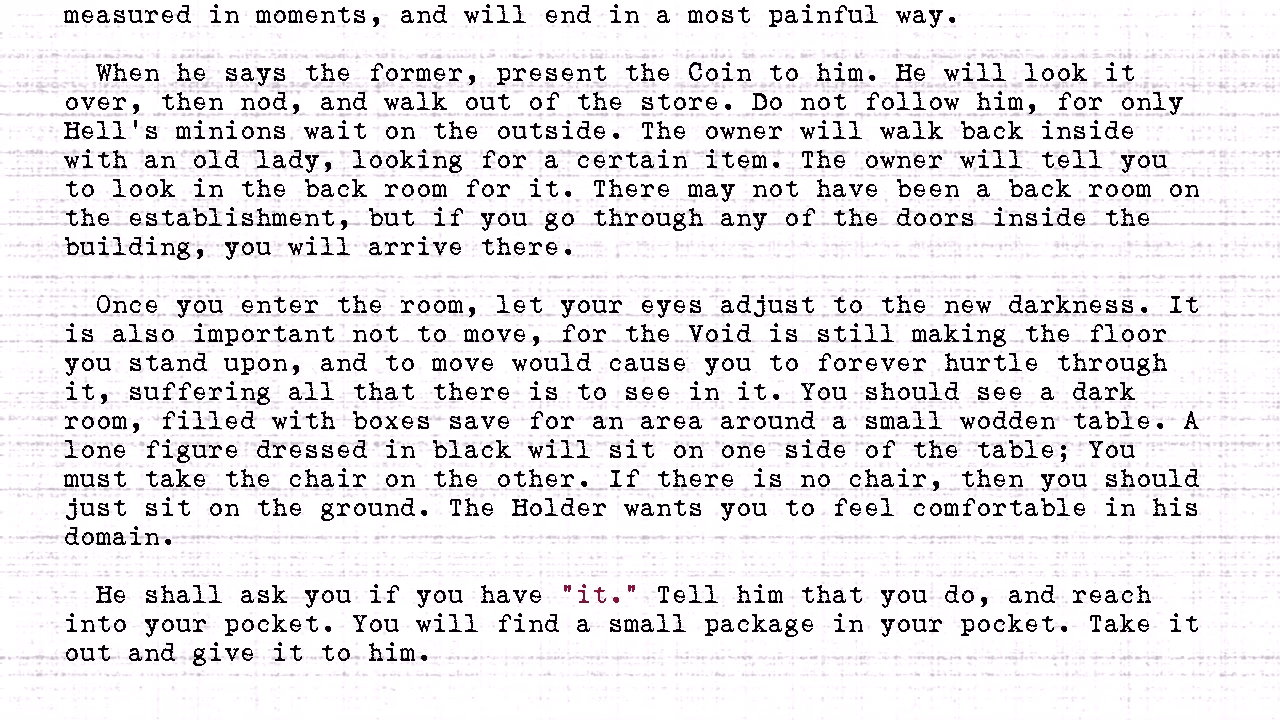 measured in moments, and will end in a most painful way.
When he says the former, present the Coin to him. He will look it
over, then nod, and walk out of the store. Do not follow him, for only
Hell's minions wait on the outside. The owner will walk back inside
with an old lady, looking for a certain item. The owner will tell you
to look in the back room for it. There may not have been a back room on
the establishment, but if you go through any of the doors inside the
building, you will arrive there.
Once you enter the room, let your eyes adjust to the new darkness. It
is also important not to move, for the Void is still making the floor
you stand upon, and to move would cause you to forever hurtle through
it, suffering all that there is to see in it. You should see a dark
room, filled with boxes save for an area around a small wodden table. A
lone figure dressed in black will sit on one side of the table; You
must take the chair on the other. If there is no chair, then you should
just sit on the ground. The Holder wants you to feel comfortable in his
domain.
He shall ask you if you have "it." Tell him that you do, and reach
into your pocket. You will find a small package in your pocket. Take it
out and give it to him.